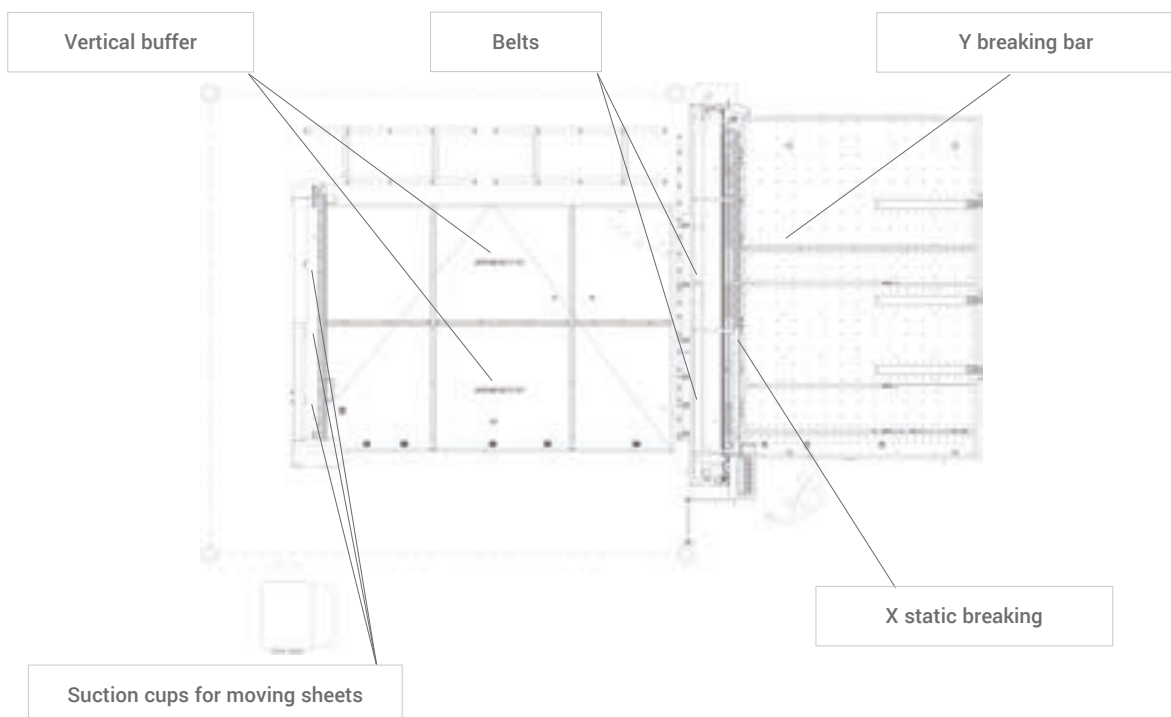 Vertical buffer
Belts
Y breaking bar
X static breaking
Suction cups for moving sheets